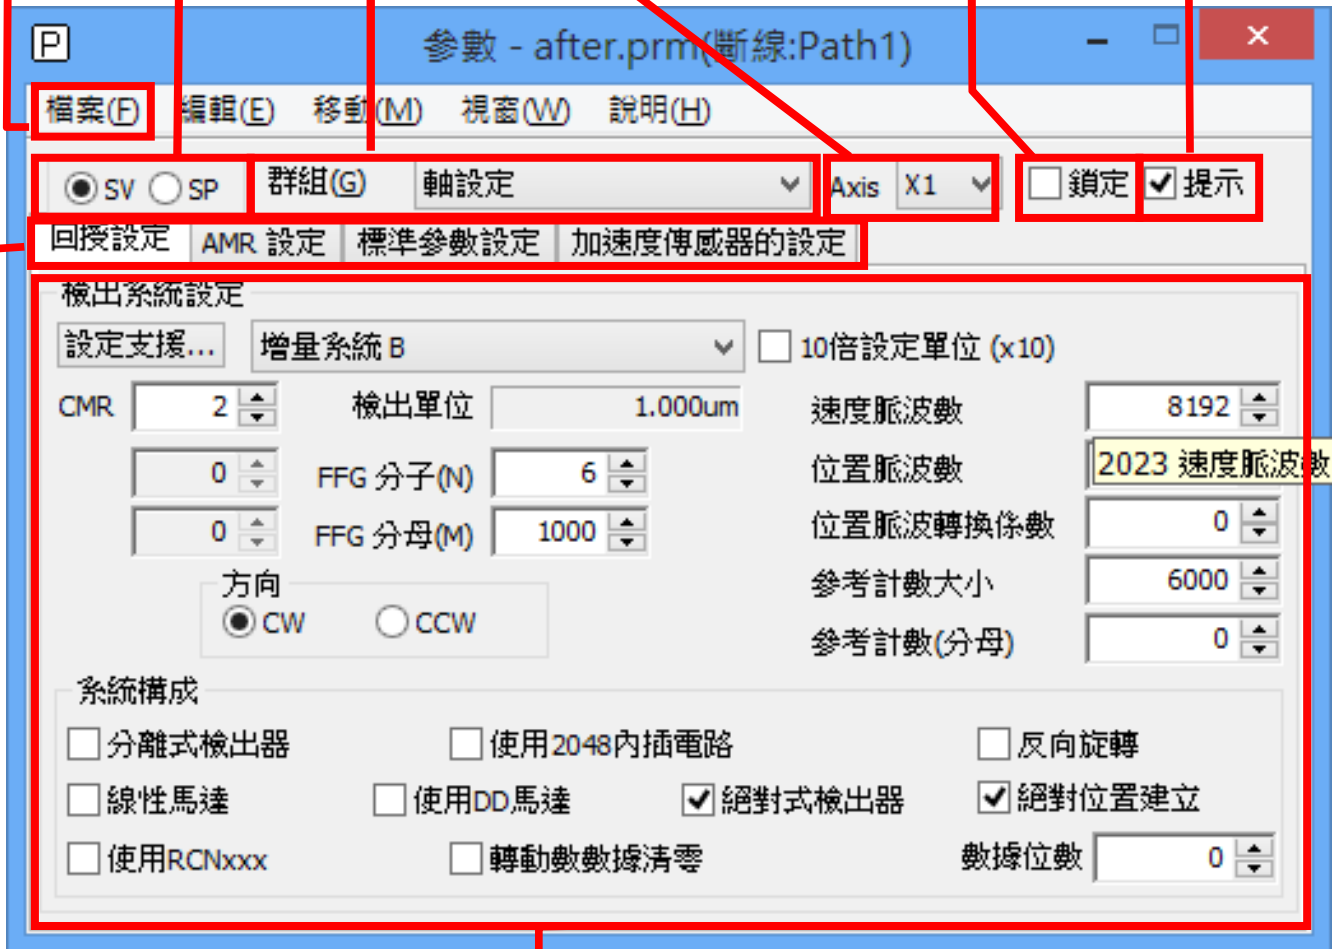 P 參數 - after.prm(斷線:Path1)
檔案(F) 編輯(E) 移動(M) 視窗(W) 說明(H)
SV SP 群組(G) 軸設定 Axis X1 鎖定 提示
回授設定 AMR 設定 標準參數設定 加速度傳感器的設定
檢出系統設定
設定支援... 增量系統 B 10倍設定單位 (x10)
CMR 2 檢出單位 1.000um 速度脈波數 8192
0 FFG 分子(N) 6 位置脈波數 2023 速度脈波數
0 FFG 分母(M) 1000 位置脈波轉換係數 0
方向 參考計數大小 6000
CW CCW 參考計數(分母) 0
系統構成
分離式檢出器 使用2048內插電路 反向旋轉
線性馬達 使用DD馬達 絕對式檢出器 絕對位置建立
使用RCNxxx 轉動數數據清零 數據位數 0